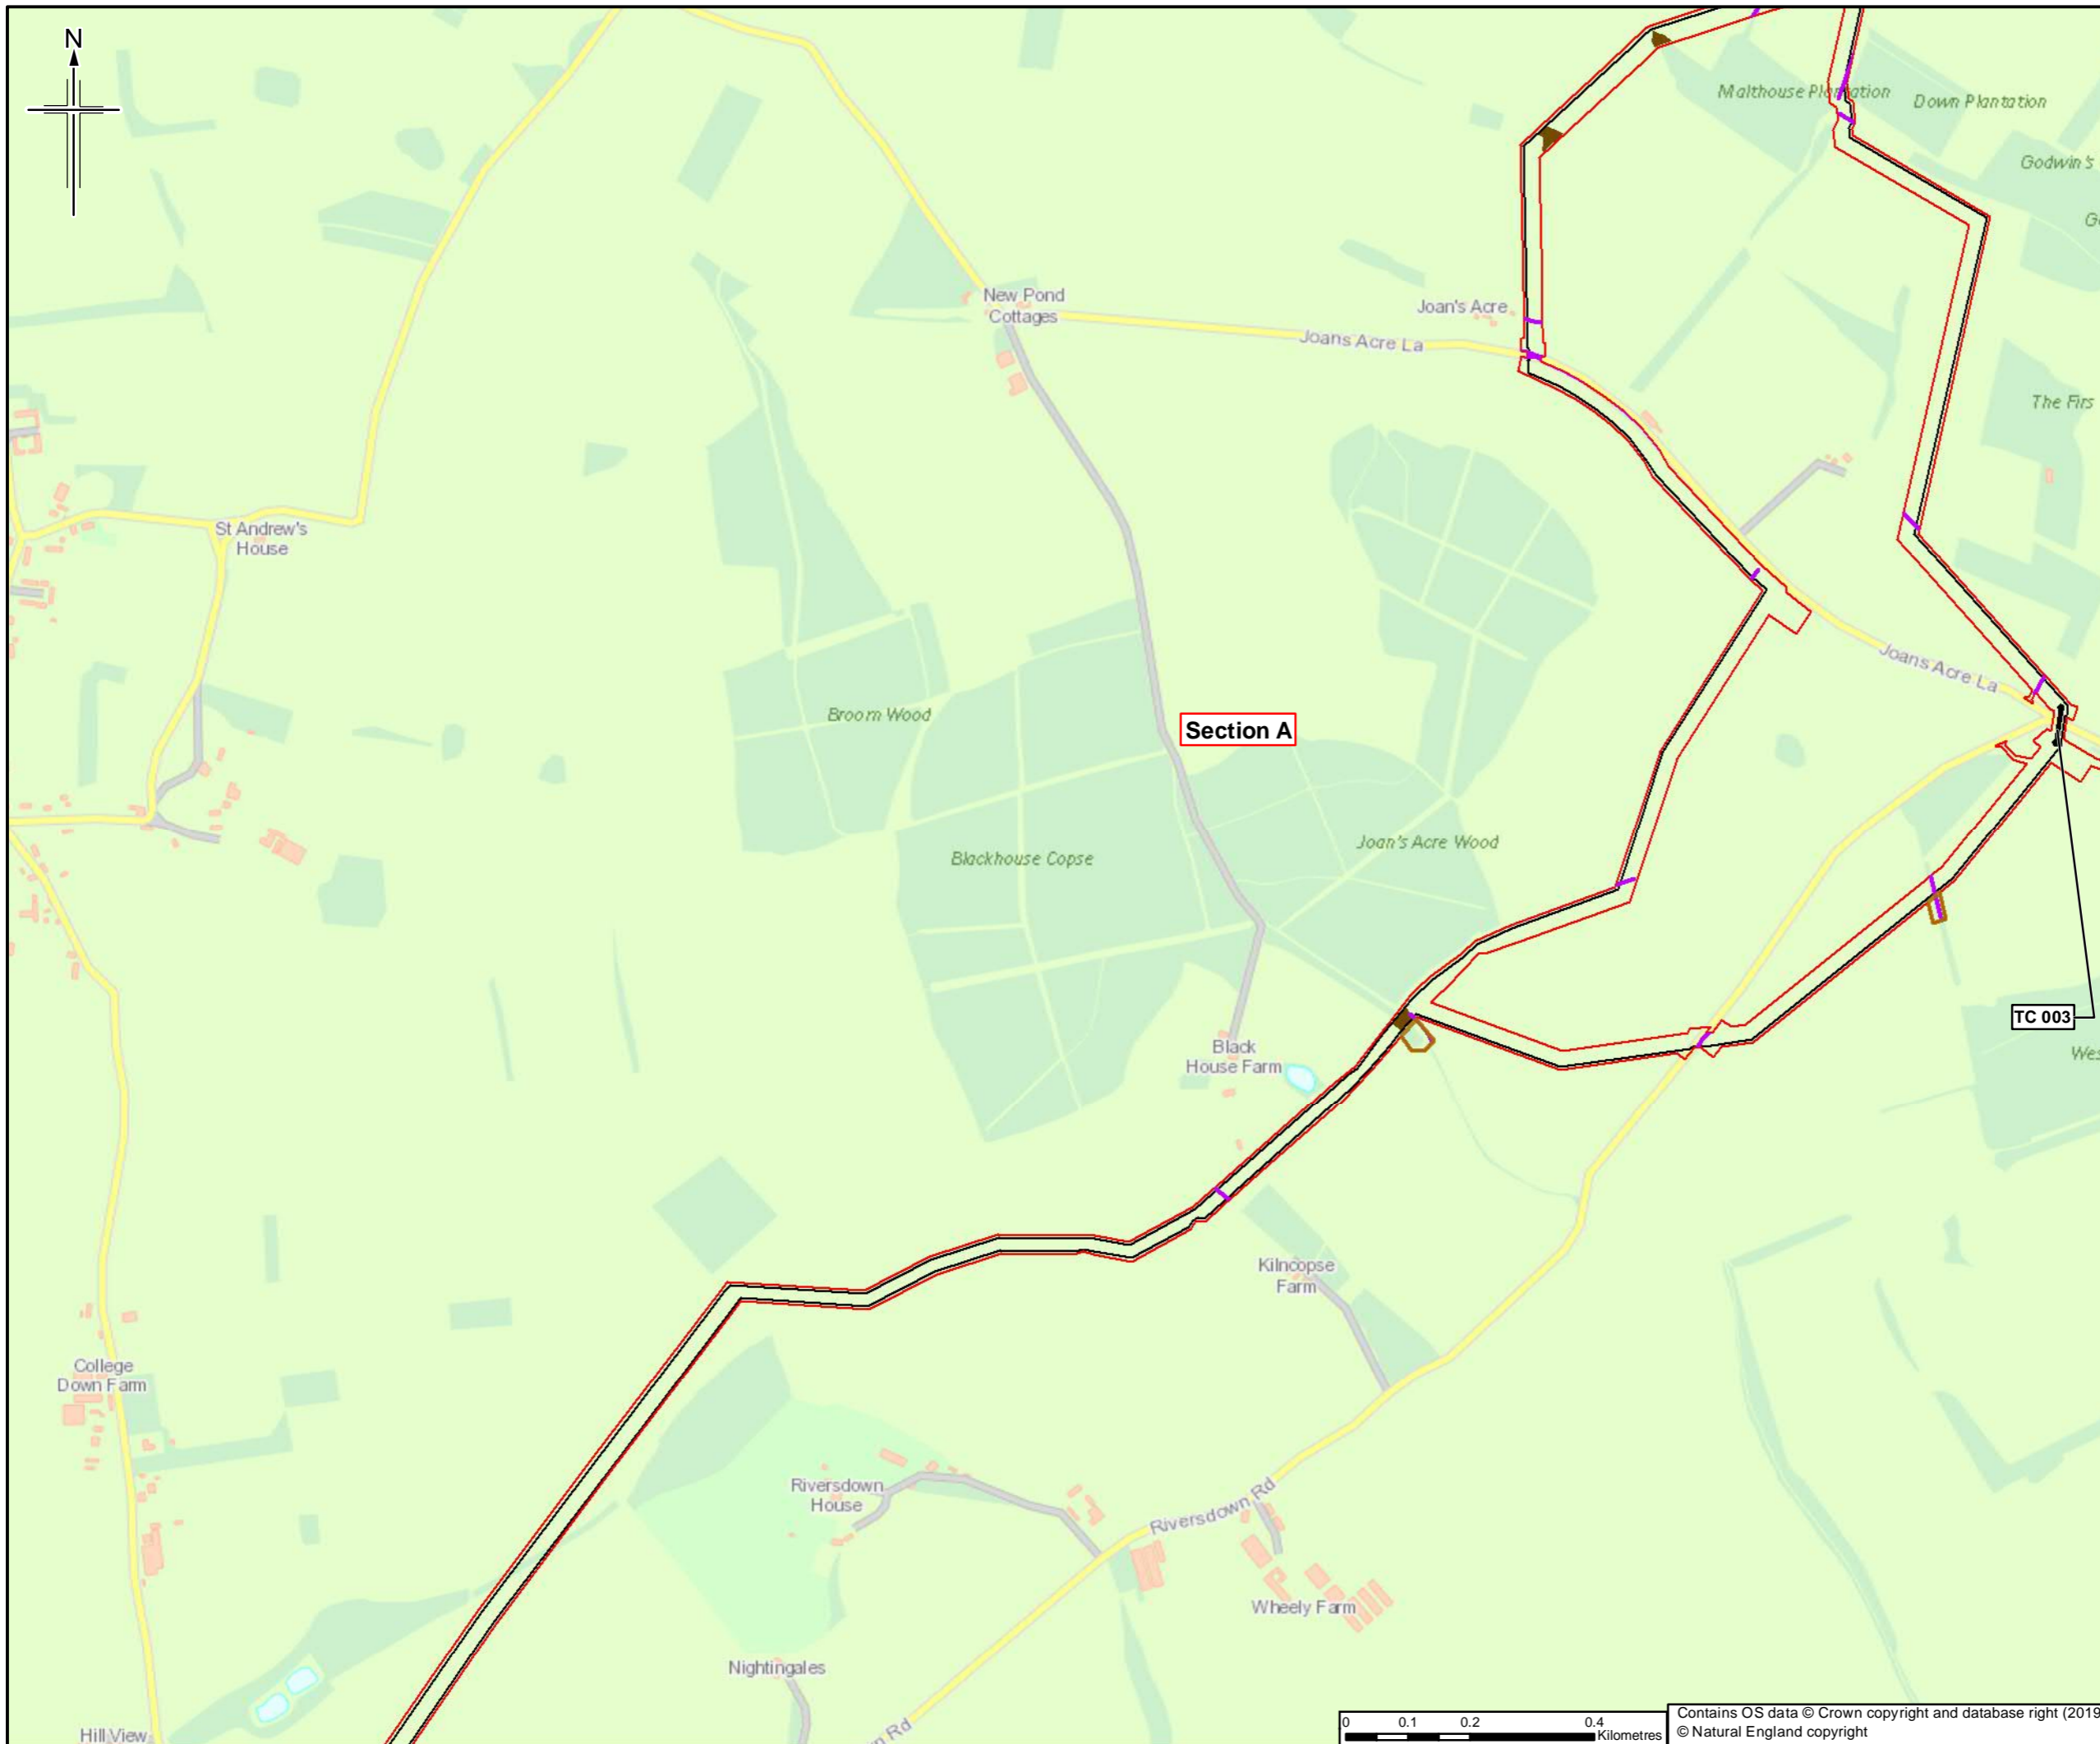 N
Malthouse Plantation
Down Plantation
Godwin's
New Pond
Cottages
Joan's Acre
Joans Acre La
The Firs
St Andrew's
House
Joans Acre La
Broom Wood
Section A
Joan's Acre Wood
Blackhouse Copse
TC 003
Black
House Farm
Kilncopse
Farm
College
Down Farm
Riversdown
House
Riversdown Rd
Wheely Farm
Nightingales
Hill View
Rd
0 0.1 0.2 0.4
Kilometres
Contains OS data © Crown copyright and database right (2019
© Natural England copyright